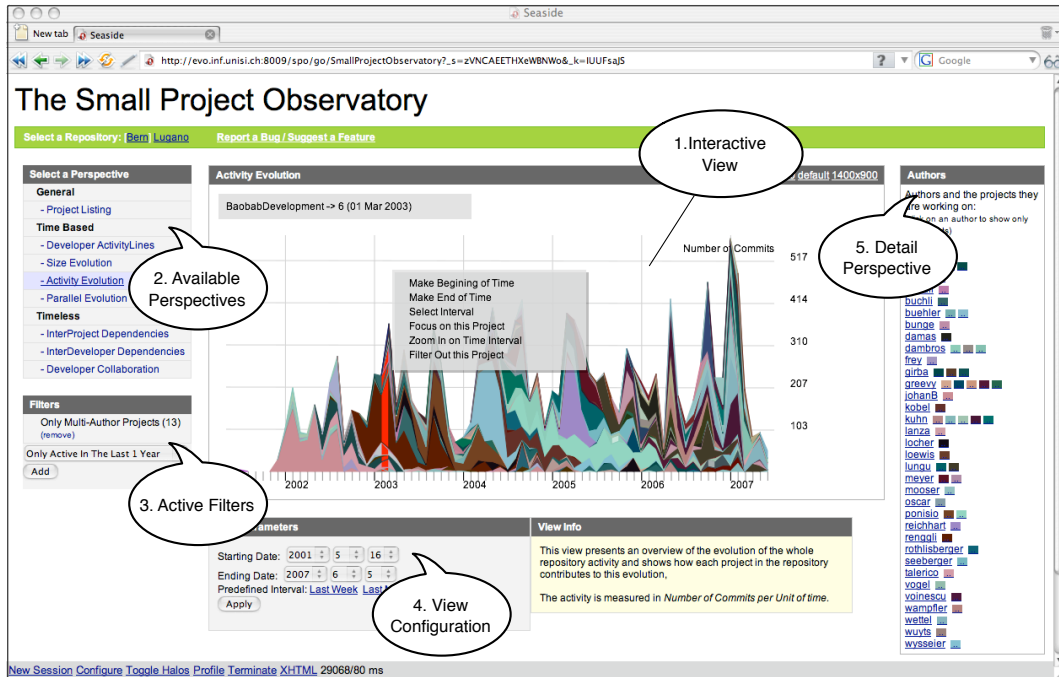 Seaside
New tab
Seaside
http://evo.inf.unisi.ch:8009/spo/go/SmallProjectObservatory?_s=zVNCAEETHXeWBNWo&_k=IUUFsaJS
?
G Google
The Small Project Observatory
Select a Repository: |Bern| Lugano
Report a Bug / Suggest a Feature
1.Interactive
View
Select a Perspective
General
- Project Listing
Time Based
- Developer ActivityLines
- Size Evolution
- Activity Evolution
- Parallel Evolution
Timeless
- InterProject Dependencies
- InterDeveloper Dependencies
- Developer Collaboration
2. Available
Perspectives
Filters
Only Multi-Author Projects (13)
(remove)
Only Active In The Last 1 Year
Add
3. Active Filters
Activity Evolution
default 1400x900
BaobabDevelopment -> 6 (01 Mar 2003)
Number of Commits
517
414
310
207
103
Make Begining of Time
Make End of Time
Select Interval
Focus on this Project
Zoom In on Time Interval
Filter Out this Project
2002
2003
2004
2005
2006
2007
Starting Date: 2001 5 16
Ending Date: 2007 6 5
Predefined Interval: Last Week
Apply
4. View
Configuration
View Info
This view presents an overview of the evolution of the whole
repository activity and shows how each project in the repository
contributes to this evolution,
The activity is measured in Number of Commits per Unit of time.
Authors
Authors and the projects they
are working on:
on an author to show only
5. Detail
Perspective
buchli
buehler
bunge
damas
dambros
frey
girba
greevy
johanB
kobel
kuhn
lanza
locher
loewis
lungu
meyer
mooser
oscar
ponisio
reichhart
renggli
rothlisberger
seeberger
talerico
vogel
voinescu
wampfler
wettel
wuyts
wysseier
New Session Configure Toggle Halos Profile Terminate XHTML 29068/80 ms